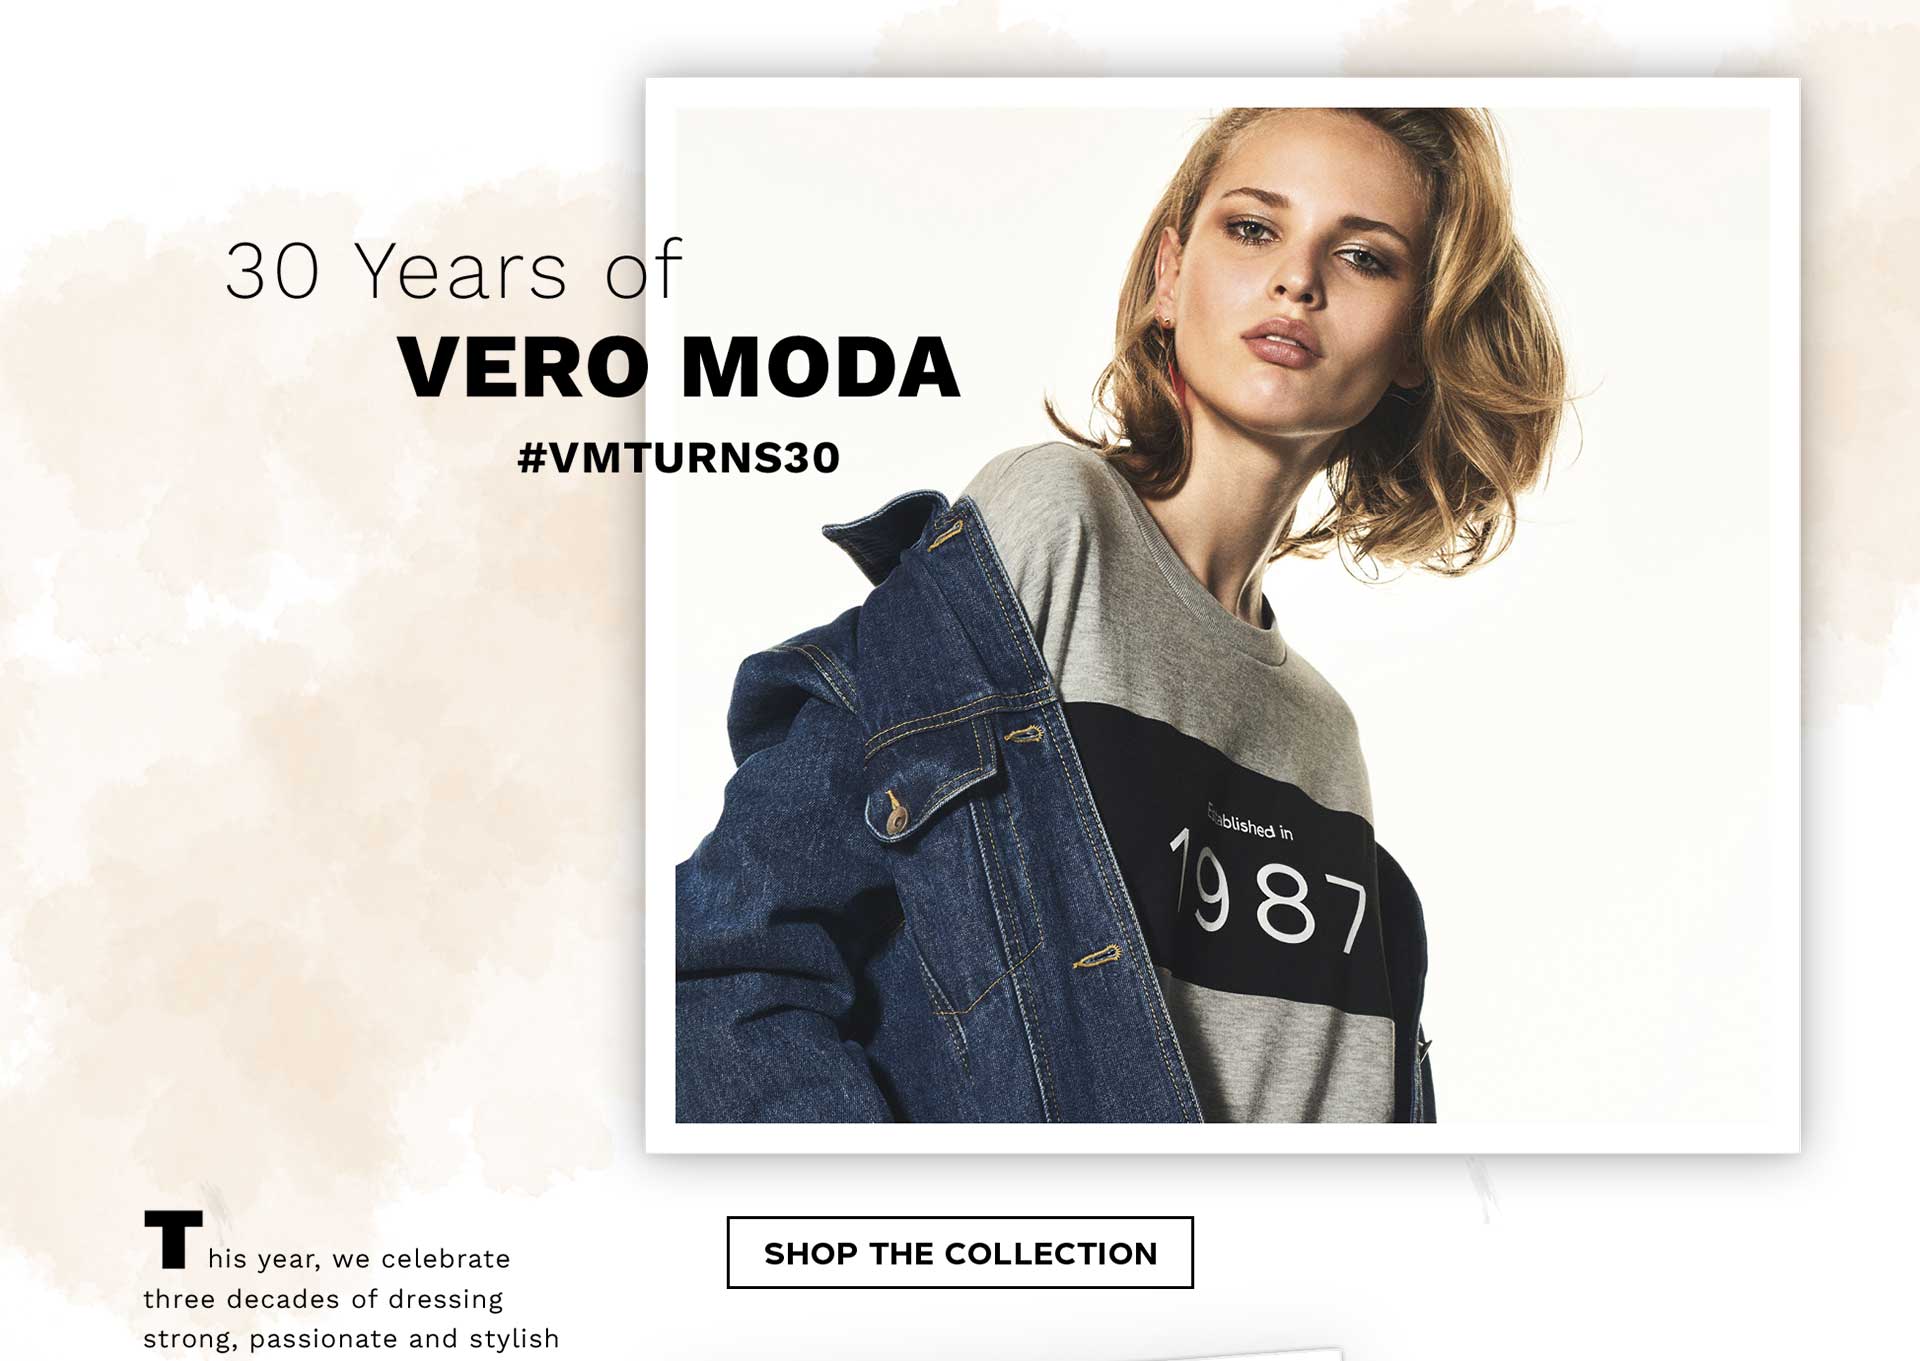 30 Years of
VERO MODA
#VMTURNS30
Established in
1987
SHOP THE COLLECTION
This year, we celebrate
three decades of dressing
strong, passionate and stylish